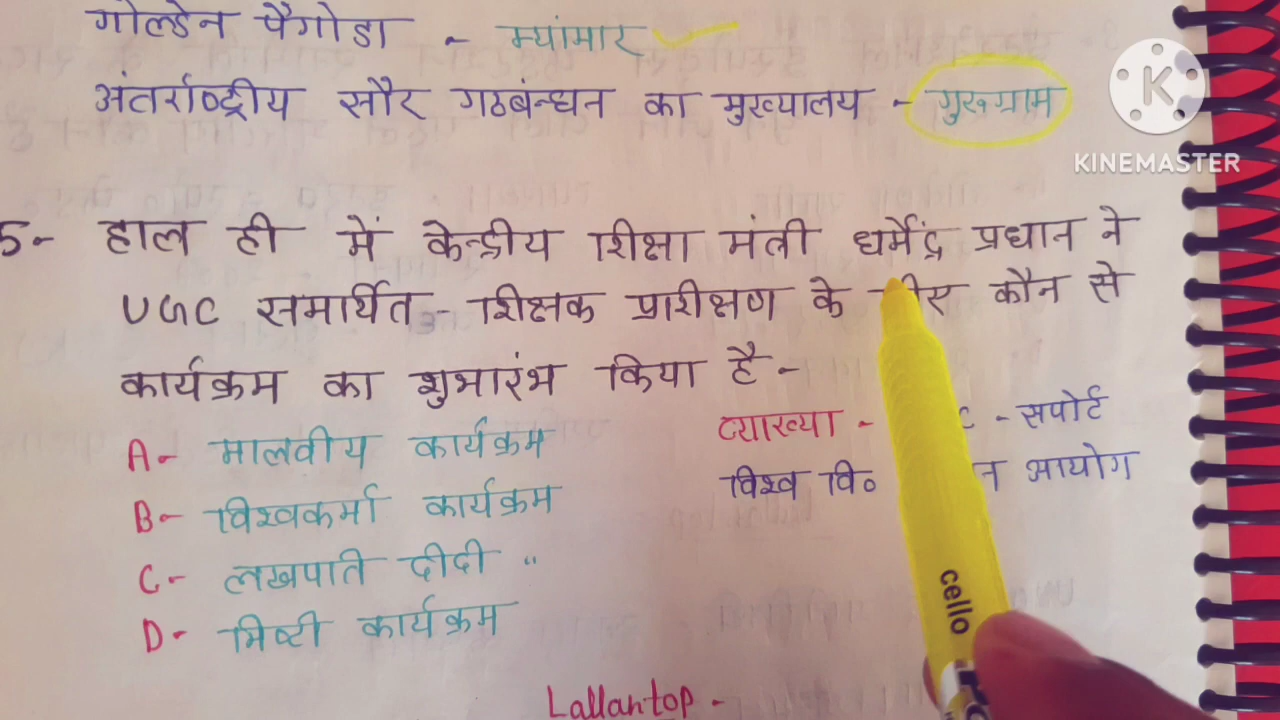 गोल्डेन पैगोडा - म्यांमार
अंतर्राष्ट्रीय सौर गठबंन्धन का मुख्यालय - गुरुग्राम
KINEMASTER
5- हाल ही में केन्द्रीय शिक्षा मंत्री धर्मेंद्र प्रधान ने
UGC समार्थित - शिक्षक प्रशिक्षण के कौन से
कार्यक्रम का शुभारंभ किया है -
A- मालवीय कार्यक्रम
B- विश्वकर्मा कार्यक्रम
C- लखपति दीदी "
D- मिष्टी कार्यक्रम
व्याख्या - C - सपोर्ट
विश्व वि० आयोग
cello
Lallantop -